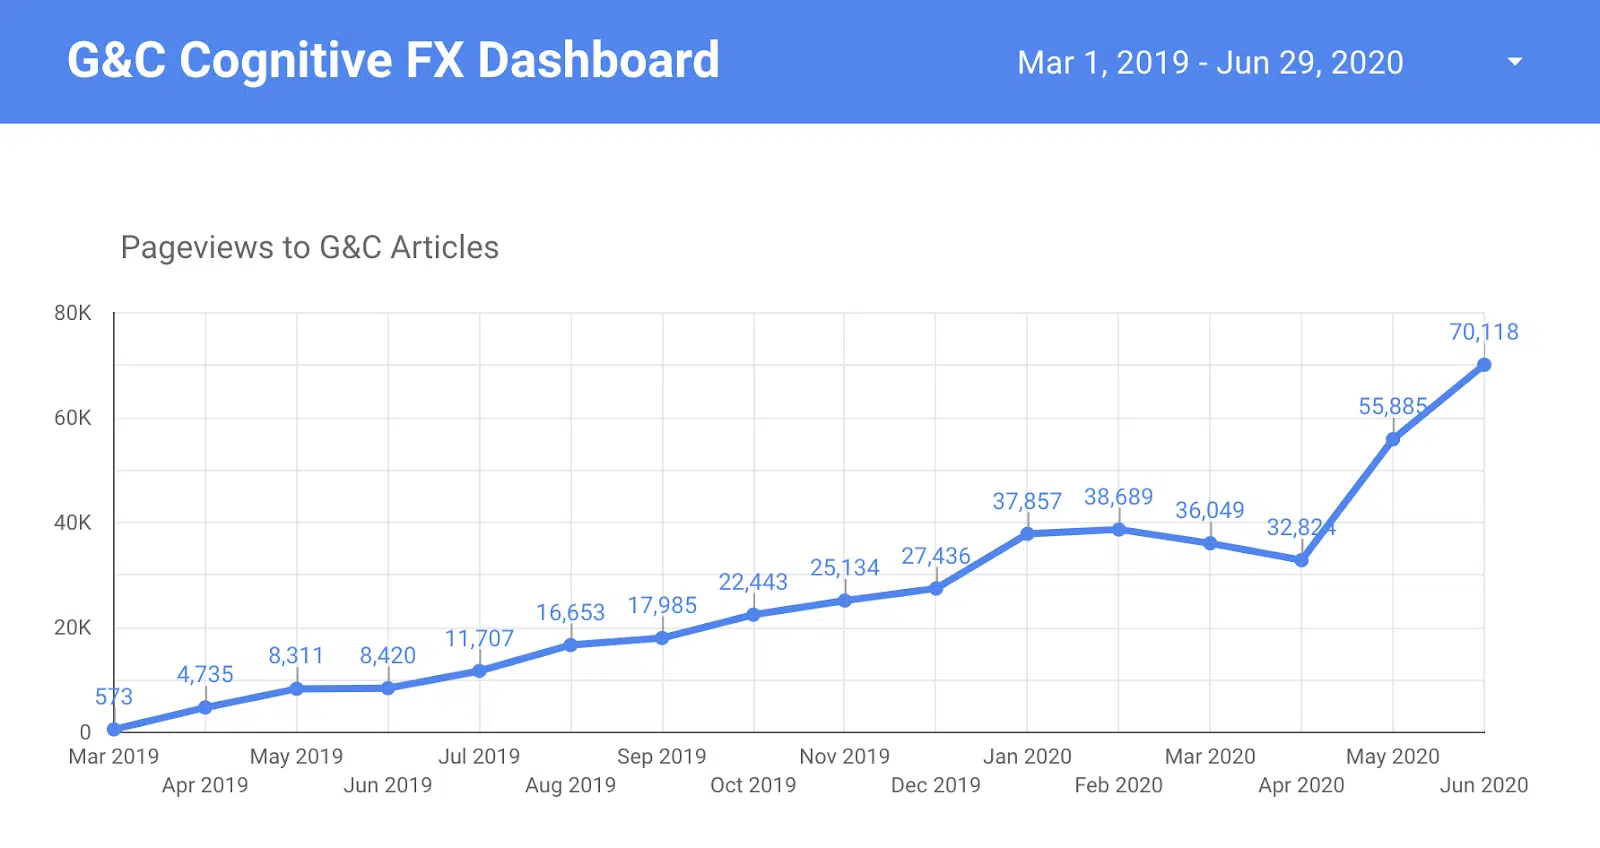 G&C Cognitive FX Dashboard
Mar 1, 2019 - Jun 29, 2020
Pageviews to G&C Articles
80K
60K
40K
20K
0
573
4,735
8,311
8,420
11,707
16,653
17,985
22,443
25,134
27,436
37,857
38,689
36,049
32,824
55,885
70,118
Mar 2019
Apr 2019
May 2019
Jun 2019
Jul 2019
Aug 2019
Sep 2019
Oct 2019
Nov 2019
Dec 2019
Jan 2020
Feb 2020
Mar 2020
Apr 2020
May 2020
Jun 2020